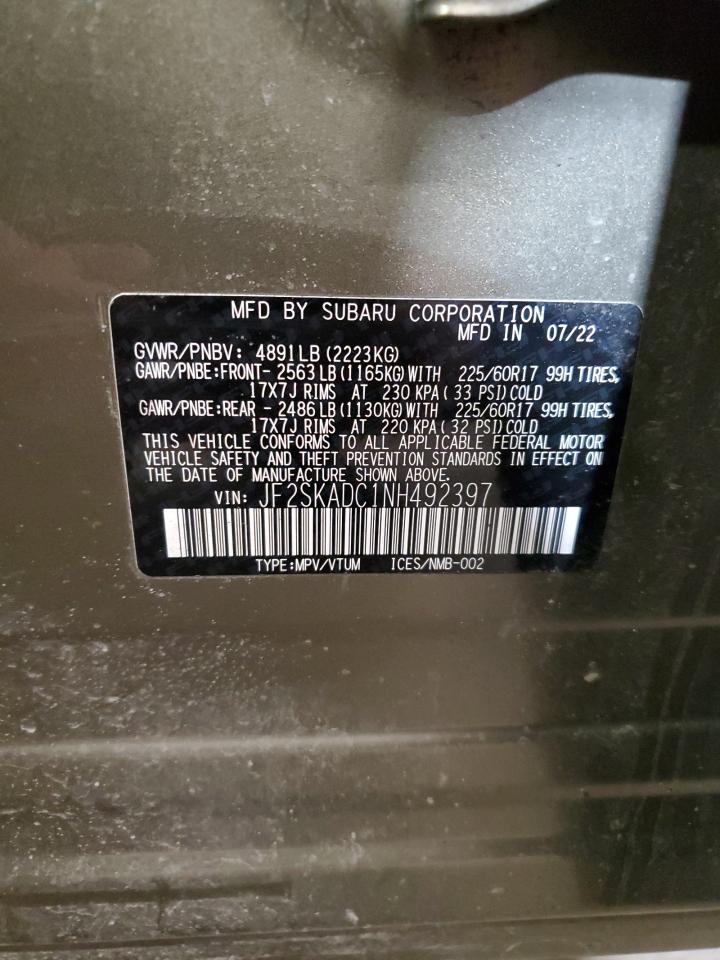 MFD BY SUBARU CORPORATION
MFD IN 07/22
GVWR/PNBV: 4891LB(2223KG)
GAWR/PNBE:FRONT- 2563LB(1165KG)WITH 225/60R17 99H TIRES,
17X7J RIMS AT 230 KPA( 33 PSI)COLD
GAWR/PNBE:REAR - 2486LB(1130KG)WITH 225/60R17 99H TIRES,
17X7J RIMS AT 220 KPA( 32 PSI)COLD
THIS VEHICLE CONFORMS TO ALL APPLICABLE FEDERAL MOTOR
VEHICLE SAFETY AND THEFT PREVENTION STANDARDS IN EFFECT ON
THE DATE OF MANUFACTURE SHOWN ABOVE.
VIN: JF2SKADC1NH492397
TYPE:MPV/VTUM ICES/NMB-002